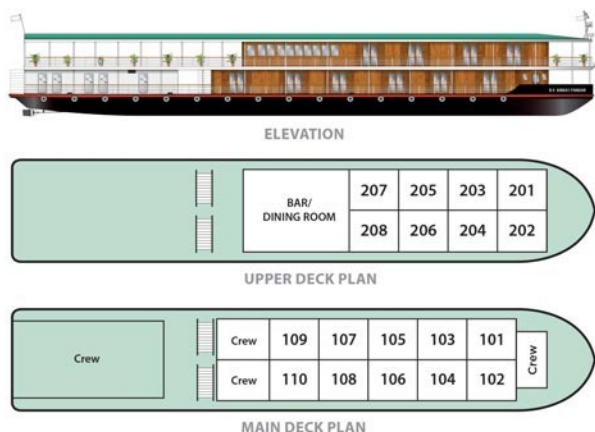 ELEVATION
BAR/
DINING ROOM
207 205 203 201
208 206 204 202
UPPER DECK PLAN
Crew
Crew 109 107 105 103 101
Crew 110 108 106 104 102
Crew
MAIN DECK PLAN